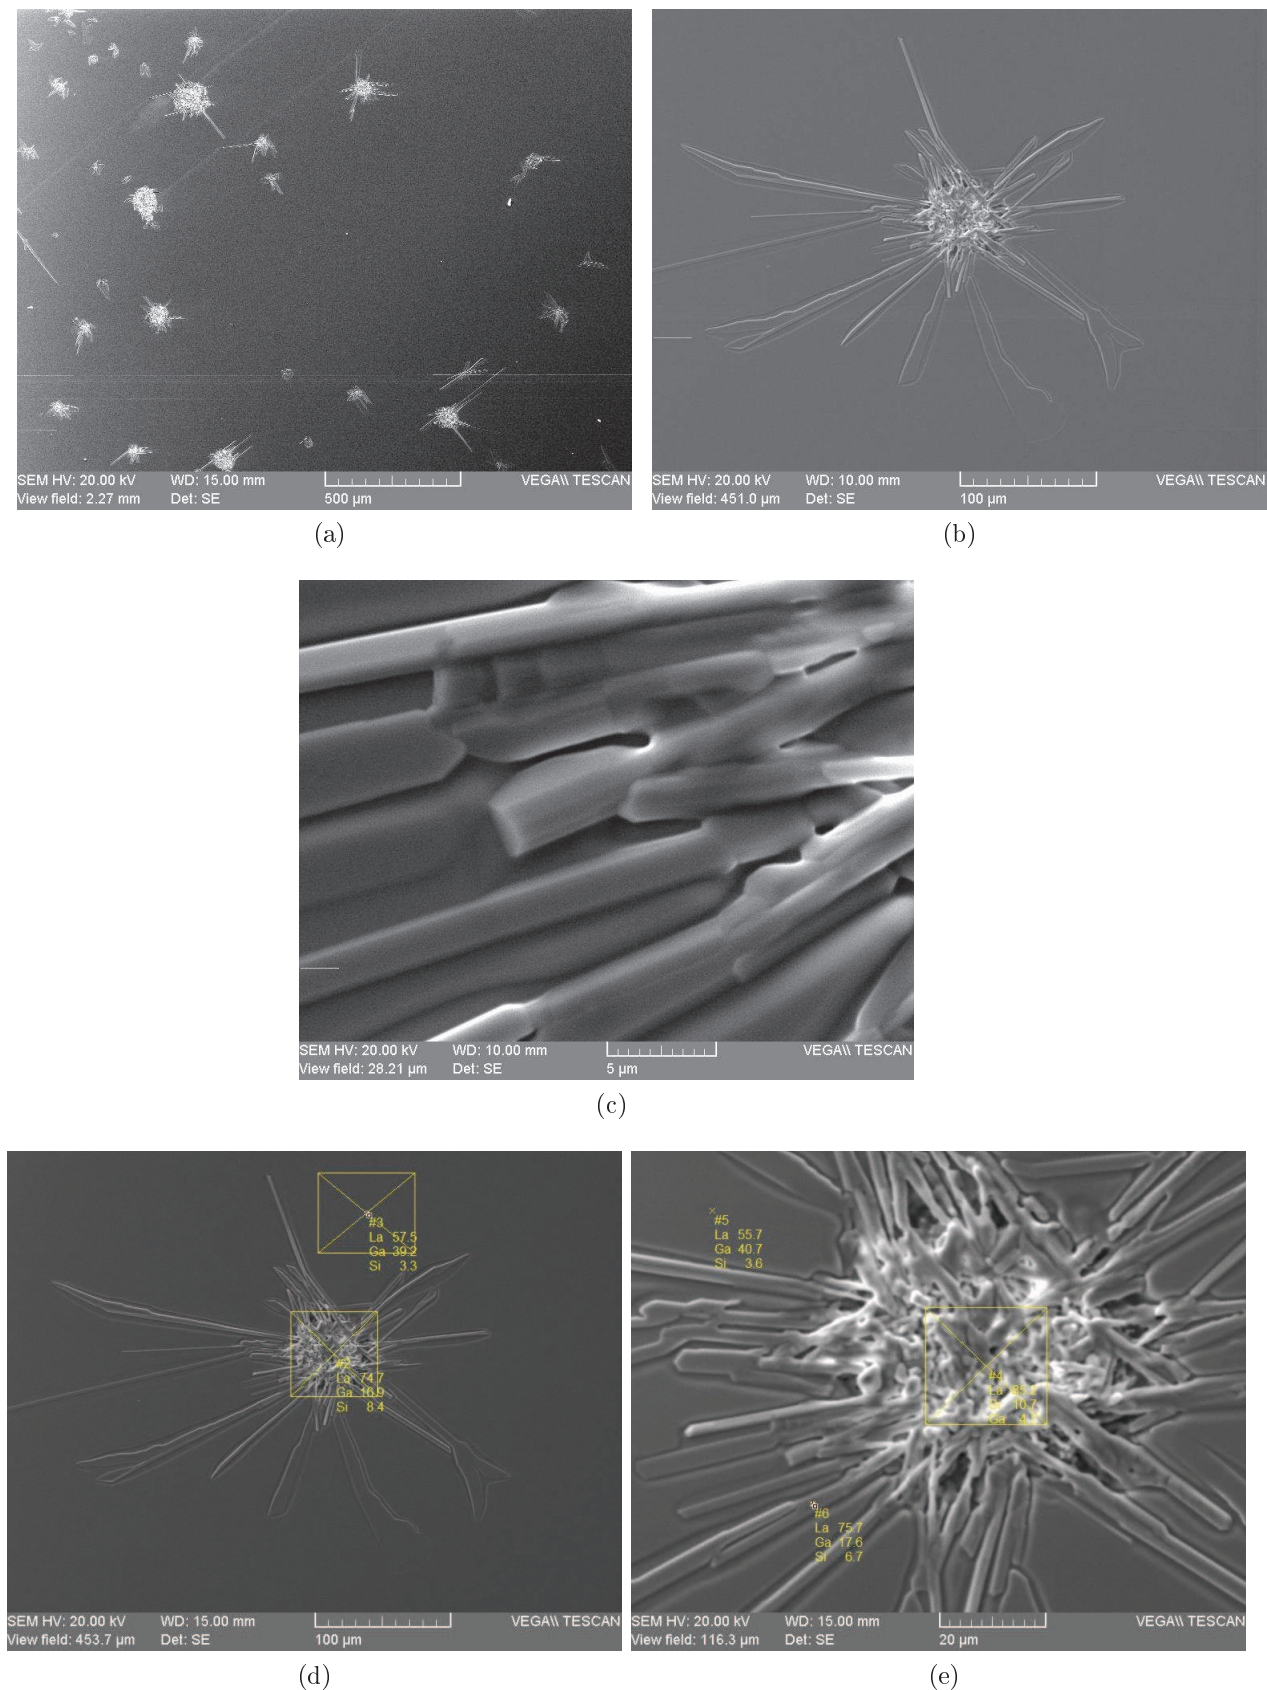 SEM HV: 20.00 kV WD: 15.00 mm VEGA\\ TESCAN
View field: 2.27 mm Det: SE 500 µm
(a)
SEM HV: 20.00 kV WD: 10.00 mm VEGA\\ TESCAN
View field: 451.0 µm Det: SE 100 µm
(b)
SEM HV: 20.00 kV WD: 10.00 mm VEGA\\ TESCAN
View field: 28.21 µm Det: SE 5 µm
(c)
#3
La 57.5
Ga 39.2
Si 3.3
#2
La 74.7
Ga 16.9
Si 8.4
SEM HV: 20.00 kV WD: 15.00 mm VEGA\\ TESCAN
View field: 453.7 µm Det: SE 100 µm
(d)
#5
La 55.7
Ga 40.7
Si 3.6
#4
La
10.7
Ga
#6
La 75.7
Ga 17.6
Si 6.7
SEM HV: 20.00 kV WD: 15.00 mm VEGA\\ TESCAN
View field: 116.3 µm Det: SE 20 µm
(e)